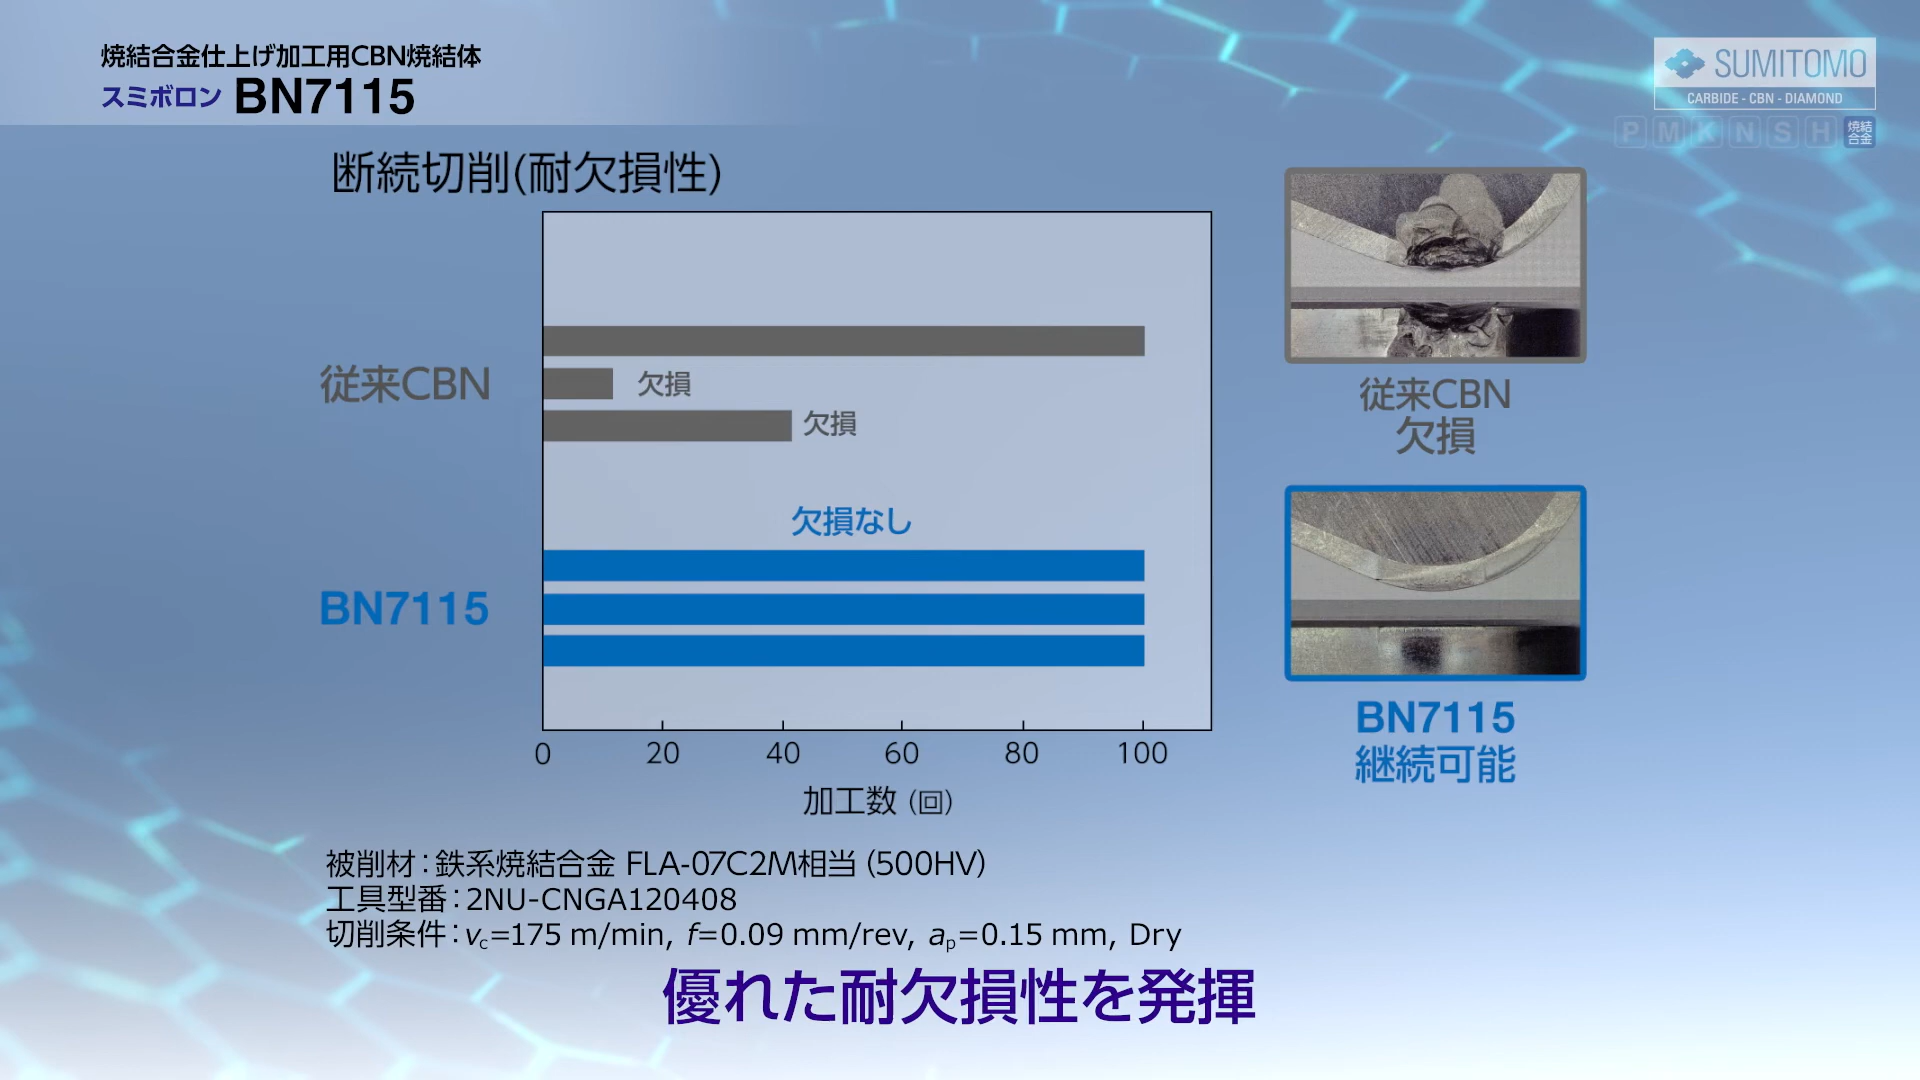 焼結合金仕上げ加工用CBN焼結体
スミボロン BN7115
SUMITOMO
CARBIDE - CBN - DIAMOND
P M K N S H 焼結合金
断続切削(耐欠損性)
従来CBN
欠損
欠損
欠損なし
BN7115
0 20 40 60 80 100
加工数 (回)
従来CBN
欠損
BN7115
継続可能
被削材:鉄系焼結合金 FLA-07C2M相当 (500HV)
工具型番:2NU-CNGA120408
切削条件:vc=175 m/min, f=0.09 mm/rev, ap=0.15 mm, Dry
優れた耐欠損性を発揮